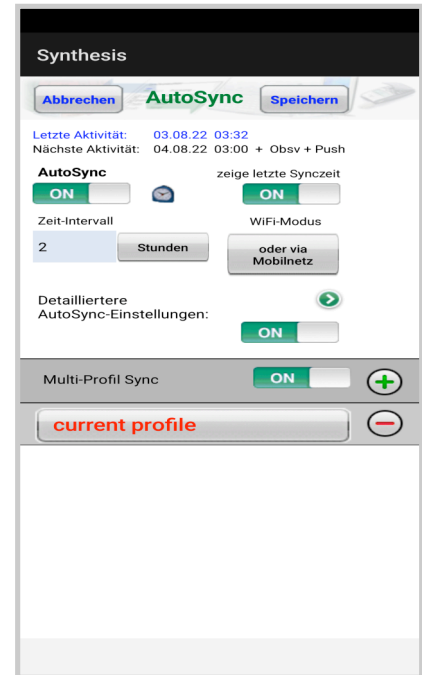 Synthesis
Abbrechen AutoSync Speichern
Letzte Aktivität: 03.08.22 03:32
Nächste Aktivität: 04.08.22 03:00 + Obsv + Push
AutoSync zeige letzte Synczeit
ON ON
Zeit-Intervall WiFi-Modus
2 Stunden oder via
Mobilnetz
Detailliertere
AutoSync-Einstellungen:
ON
Multi-Profil Sync ON
current profile